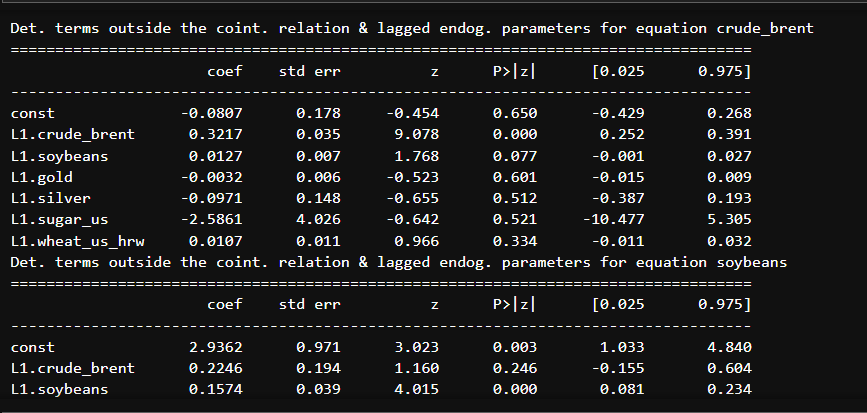 Det. terms outside the coint. relation & lagged endog. parameters for equation crude_brent
==============================================================================
coef std err z P>|z| [0.025 0.975]
------------------------------------------------------------------------------
const -0.0807 0.178 -0.454 0.650 -0.429 0.268
L1.crude_brent 0.3217 0.035 9.078 0.000 0.252 0.391
L1.soybeans 0.0127 0.007 1.768 0.077 -0.001 0.027
L1.gold -0.0032 0.006 -0.523 0.601 -0.015 0.009
L1.silver -0.0971 0.148 -0.655 0.512 -0.387 0.193
L1.sugar_us -2.5861 4.026 -0.642 0.521 -10.477 5.305
L1.wheat_us_hrw 0.0107 0.011 0.966 0.334 -0.011 0.032
Det. terms outside the coint. relation & lagged endog. parameters for equation soybeans
==============================================================================
coef std err z P>|z| [0.025 0.975]
------------------------------------------------------------------------------
const 2.9362 0.971 3.023 0.003 1.033 4.840
L1.crude_brent 0.2246 0.194 1.160 0.246 -0.155 0.604
L1.soybeans 0.1574 0.039 4.015 0.000 0.081 0.234